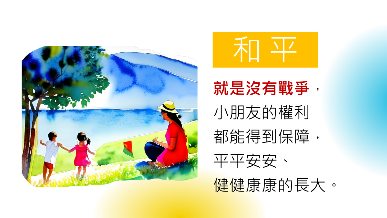 和平
就是沒有戰爭，
小朋友的權利
都能得到保障，
平平安安、
健健康康的長大。